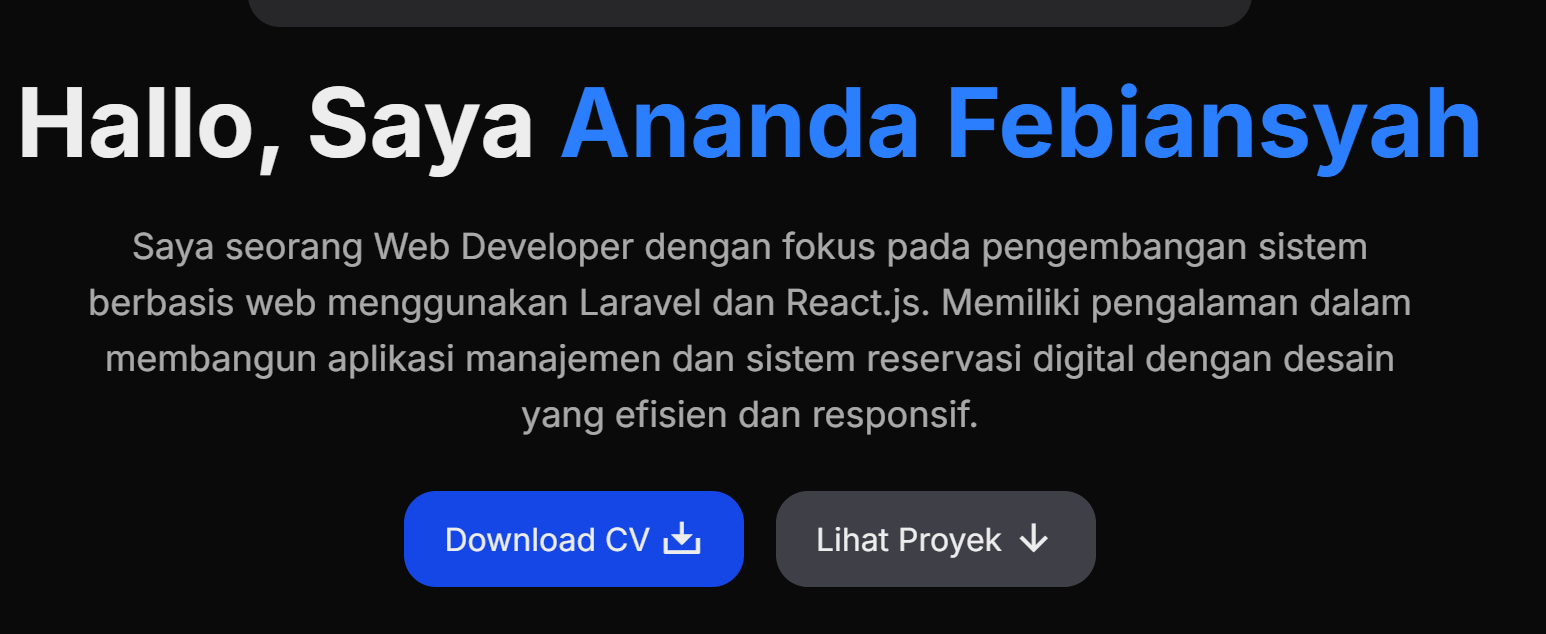 Hallo, Saya Ananda Febiansyah
Saya seorang Web Developer dengan fokus pada pengembangan sistem
berbasis web menggunakan Laravel dan React.js. Memiliki pengalaman dalam
membangun aplikasi manajemen dan sistem reservasi digital dengan desain
yang efisien dan responsif.
Download CV
Lihat Proyek